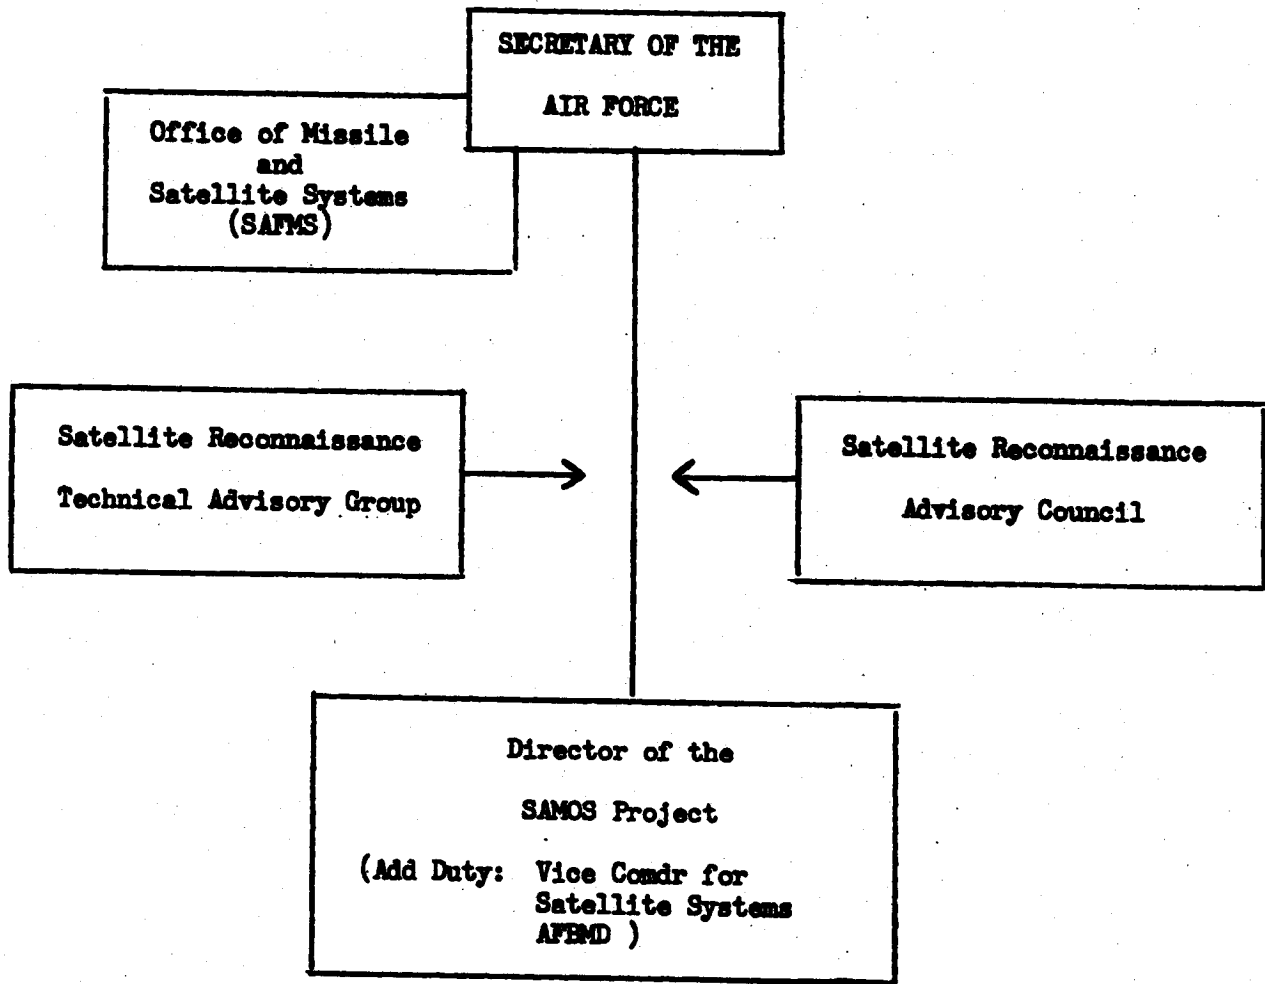 SECRETARY OF THE
AIR FORCE
Office of Missile
and
Satellite Systems
(SAFMS)
Satellite Reconnaissance
Technical Advisory Group
Satellite Reconnaissance
Advisory Council
Director of the
SAMOS Project
(Add Duty: Vice Comdr for
Satellite Systems
AFBMD )